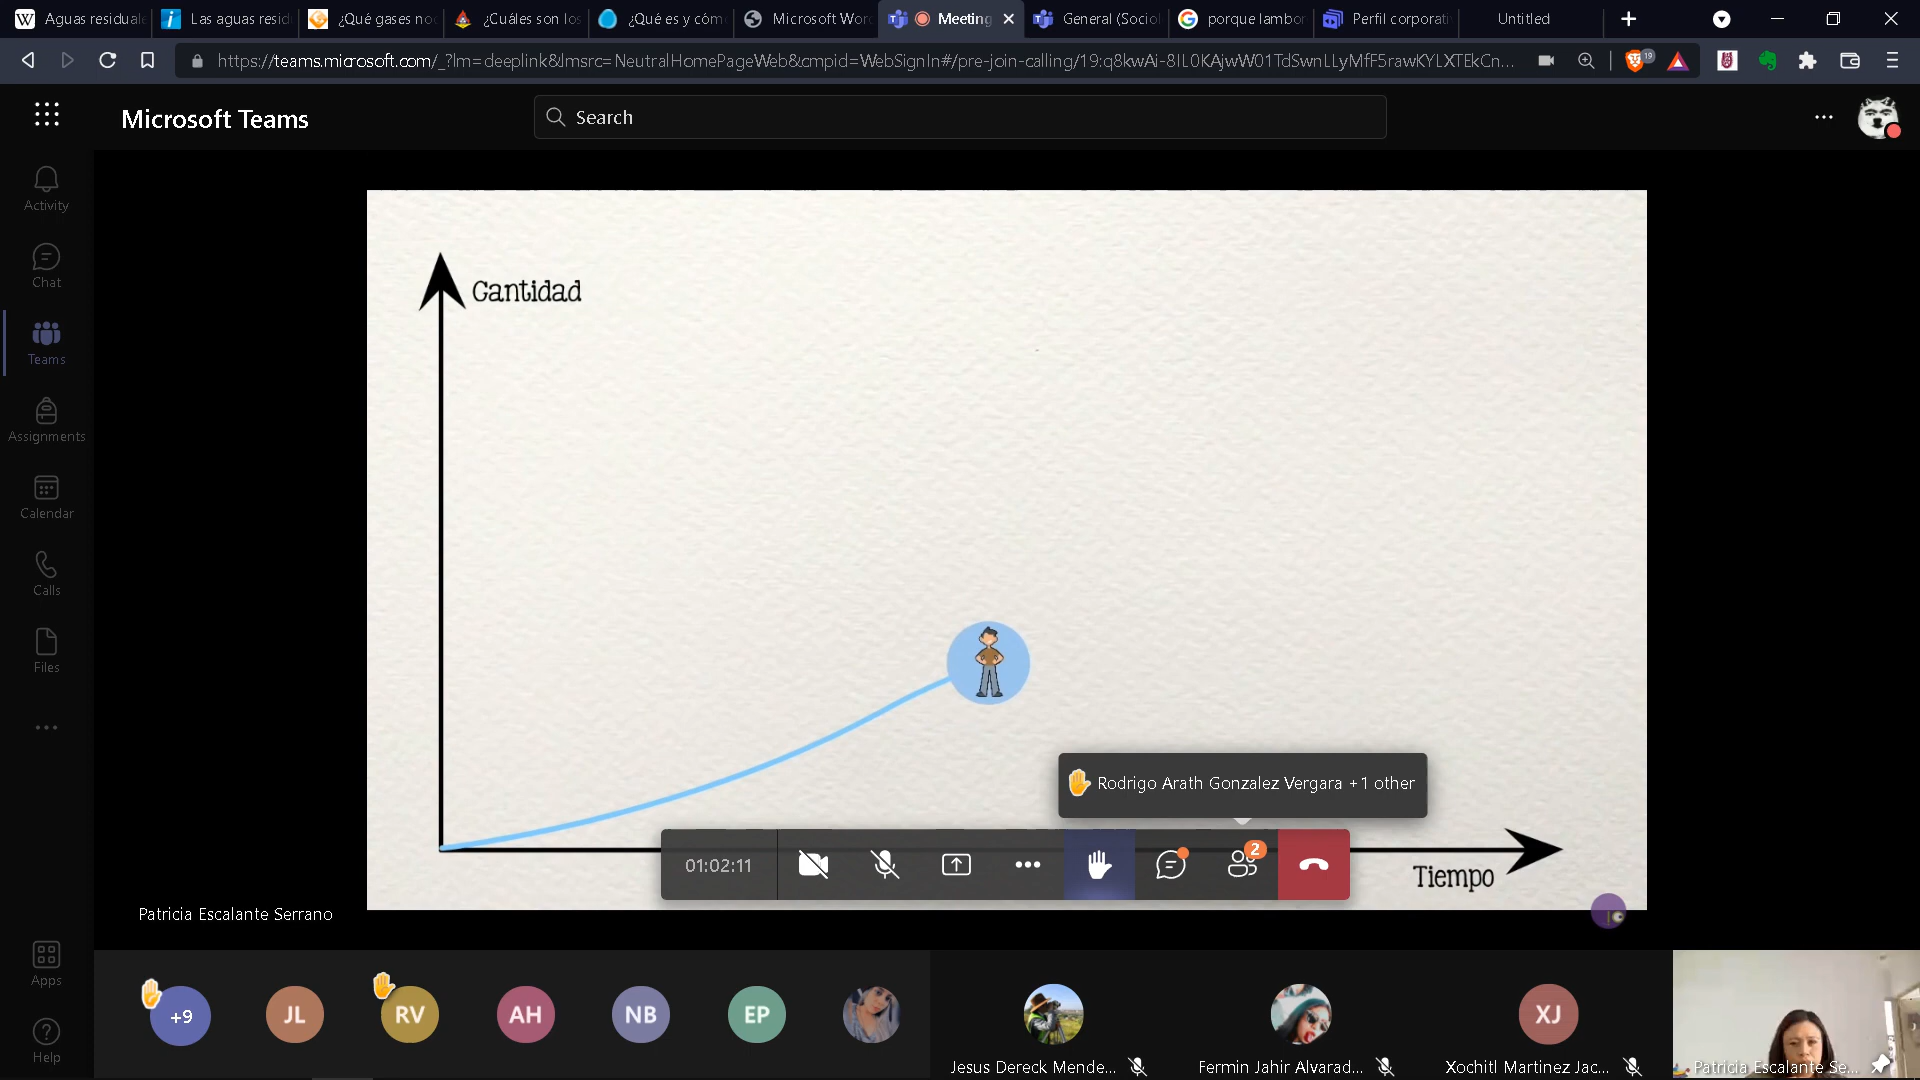 Aguas residuale
Las aguas resid
¿Qué gases no
¿Cuáles son los
¿Qué es y cóm
Microsoft Word
Meeting
General (Sociol
porque lambor
Perfil corporati
Untitled
https://teams.microsoft.com/_?lm=deeplink&lmsrc=NeutralHomePageWeb&cmpid=WebSignIn#/pre-join-calling/19:q8kwAi-8IL0KAjwW01TdSwnLLyMfF5rawKYLXTEkCn...
19
Microsoft Teams
Search
Activity
Chat
Teams
Assignments
Calendar
Calls
Files
Apps
Help
Cantidad
Tiempo
Rodrigo Arath Gonzalez Vergara +1 other
01:02:11
2
Patricia Escalante Serrano
+9
JL
RV
AH
NB
EP
XJ
Jesus Dereck Mende...
Fermin Jahir Alvarad...
Xochitl Martinez Jac...
Patricia Escalante Se...